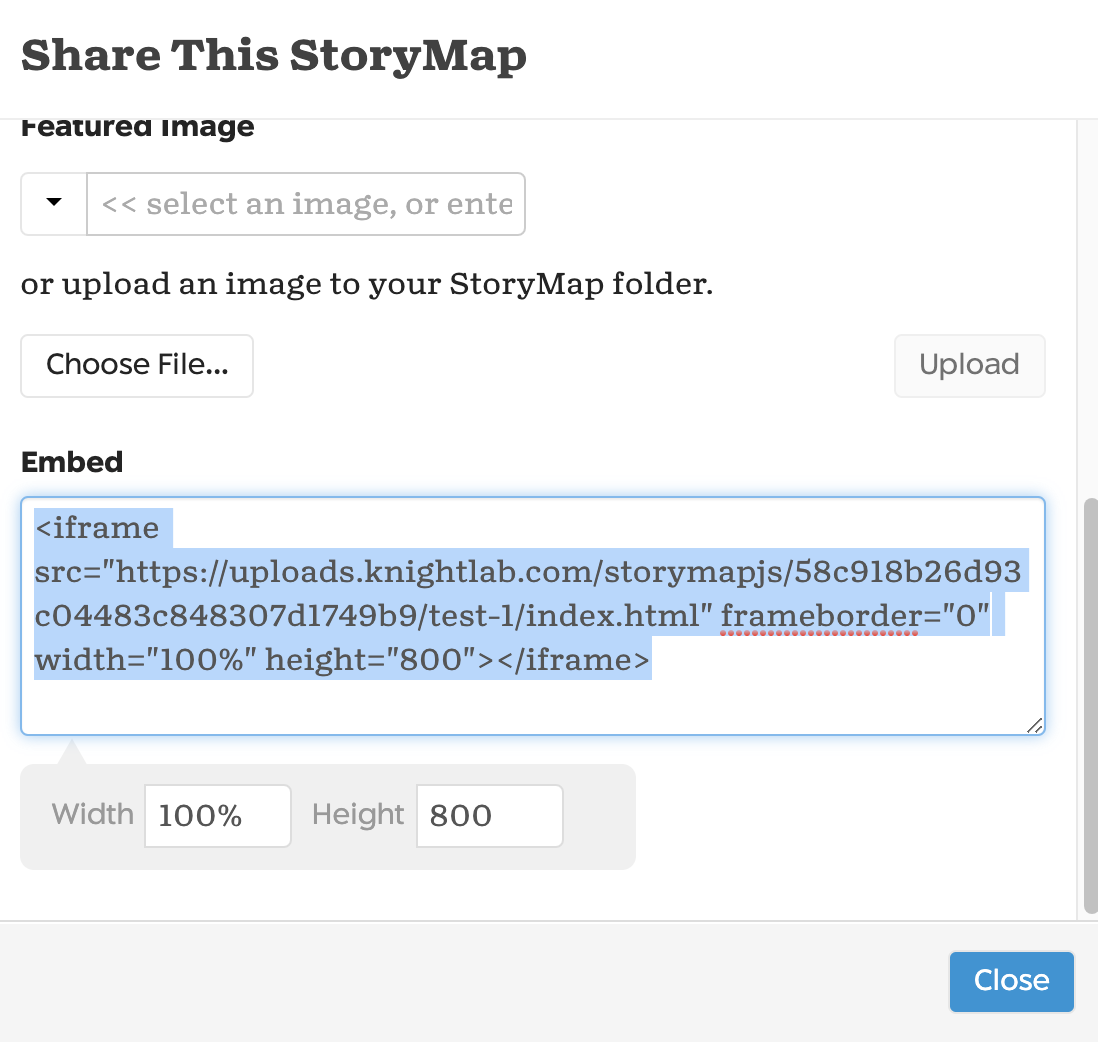 Share This StoryMap
Featured Image
<< select an image, or ente
or upload an image to your StoryMap folder.
Choose File...
Upload
Embed
<iframe
src="https://uploads.knightlab.com/storymapjs/58c918b26d93
c04483c848307d1749b9/test-1/index.html" frameborder="0"
width="100%" height="800"></iframe>
Width 100% Height 800
Close